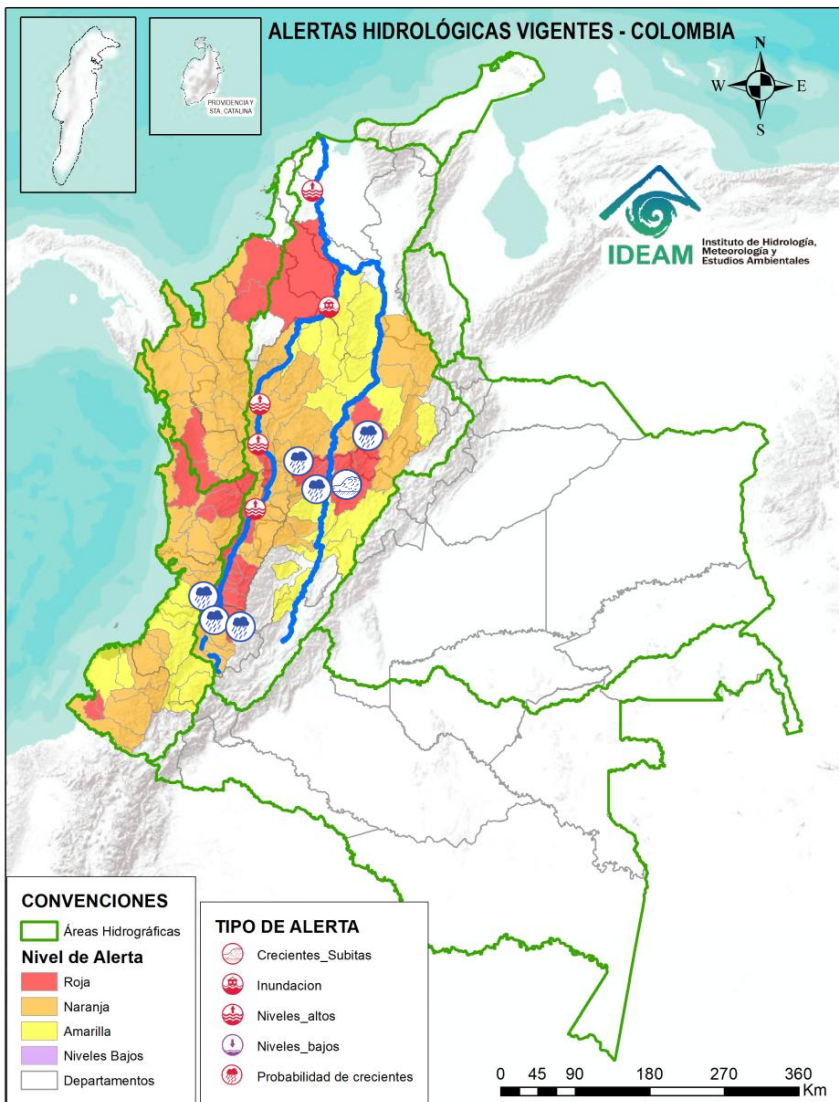 ALERTAS HIDROLÓGICAS VIGENTES - COLOMBIA
PROVIDENCIA Y
STA. CATALINA
N
W
E
S
IDEAM
Instituto de Hidrología,
Meteorología y
Estudios Ambientales
CONVENCIONES
Áreas Hidrográficas
Nivel de Alerta
Roja
Naranja
Amarilla
Niveles Bajos
Departamentos
TIPO DE ALERTA
Crecientes_Subitas
Inundacion
Niveles_altos
Niveles_bajos
Probabilidad de crecientes
0 45 90 180 270 360
Km